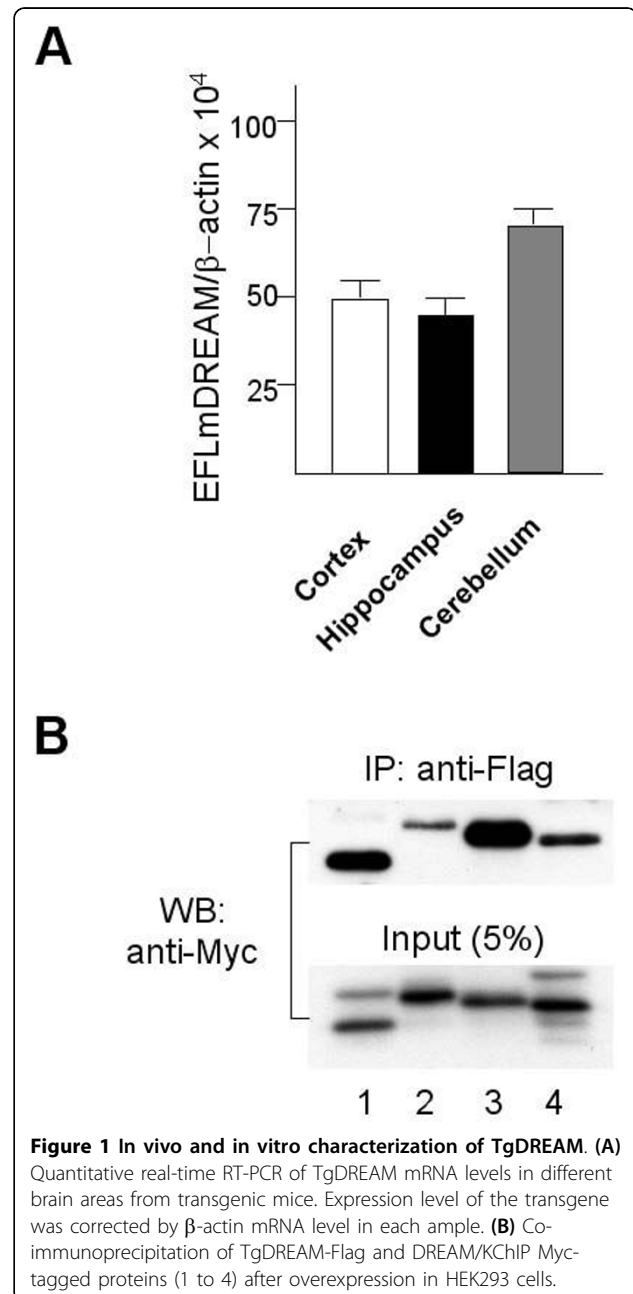 A
EFLmDREAM/β–actin x 10⁴
100
75
50
25
Cortex
Hippocampus
Cerebellum
B
IP: anti-Flag
WB:
anti-Myc
Input (5%)
1 2 3 4
Figure 1 In vivo and in vitro characterization of TgDREAM. (A)
Quantitative real-time RT-PCR of TgDREAM mRNA levels in different
brain areas from transgenic mice. Expression level of the transgene
was corrected by β-actin mRNA level in each ample. (B) Co-
immunoprecipitation of TgDREAM-Flag and DREAM/KChIP Myc-
tagged proteins (1 to 4) after overexpression in HEK293 cells.